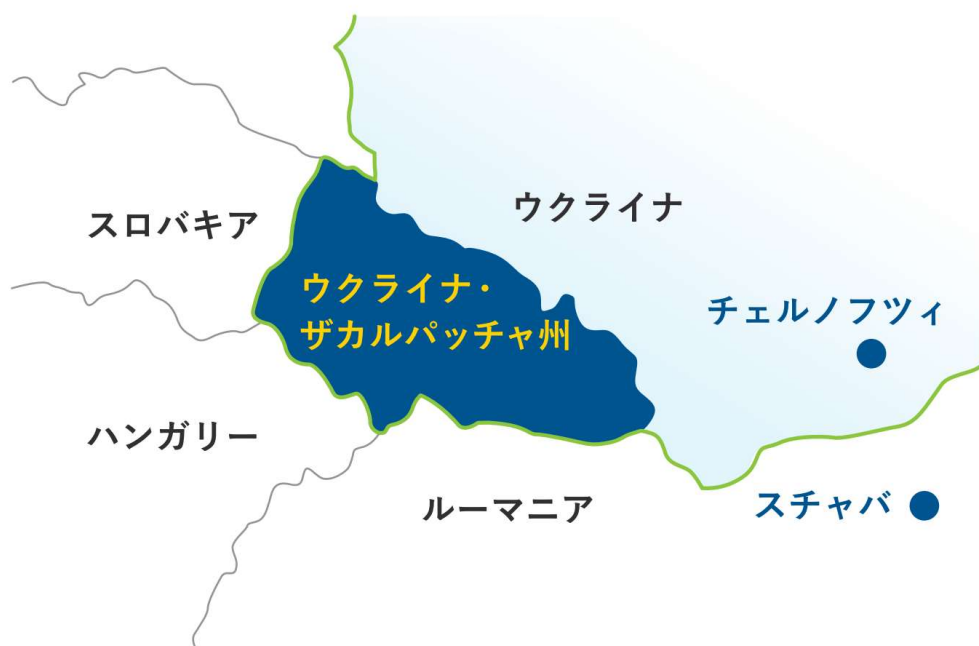 ウクライナ
スロバキア
ウクライナ・
ザカルパッチャ州
チェルノフツィ
ハンガリー
ルーマニア
スチャバ